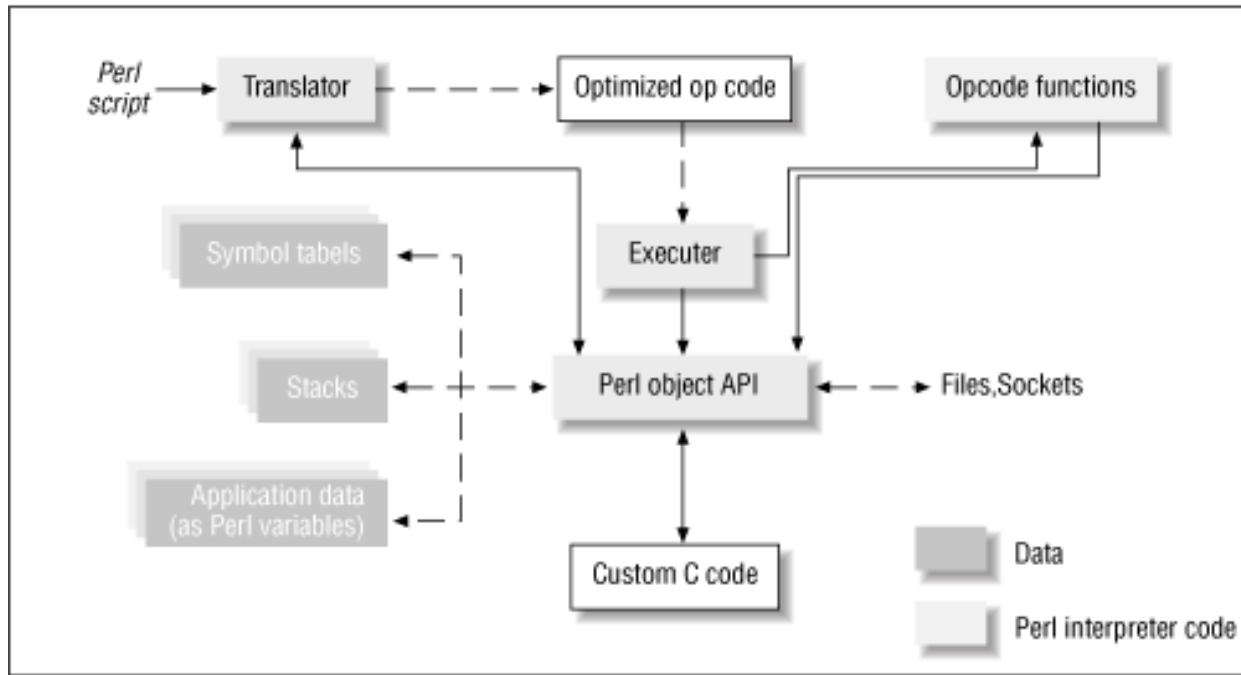 Perl
script
Translator
Optimized op code
Opcode functions
Symbol tabels
Executer
Stacks
Perl object API
Files,Sockets
Application data
(as Perl variables)
Custom C code
Data
Perl interpreter code